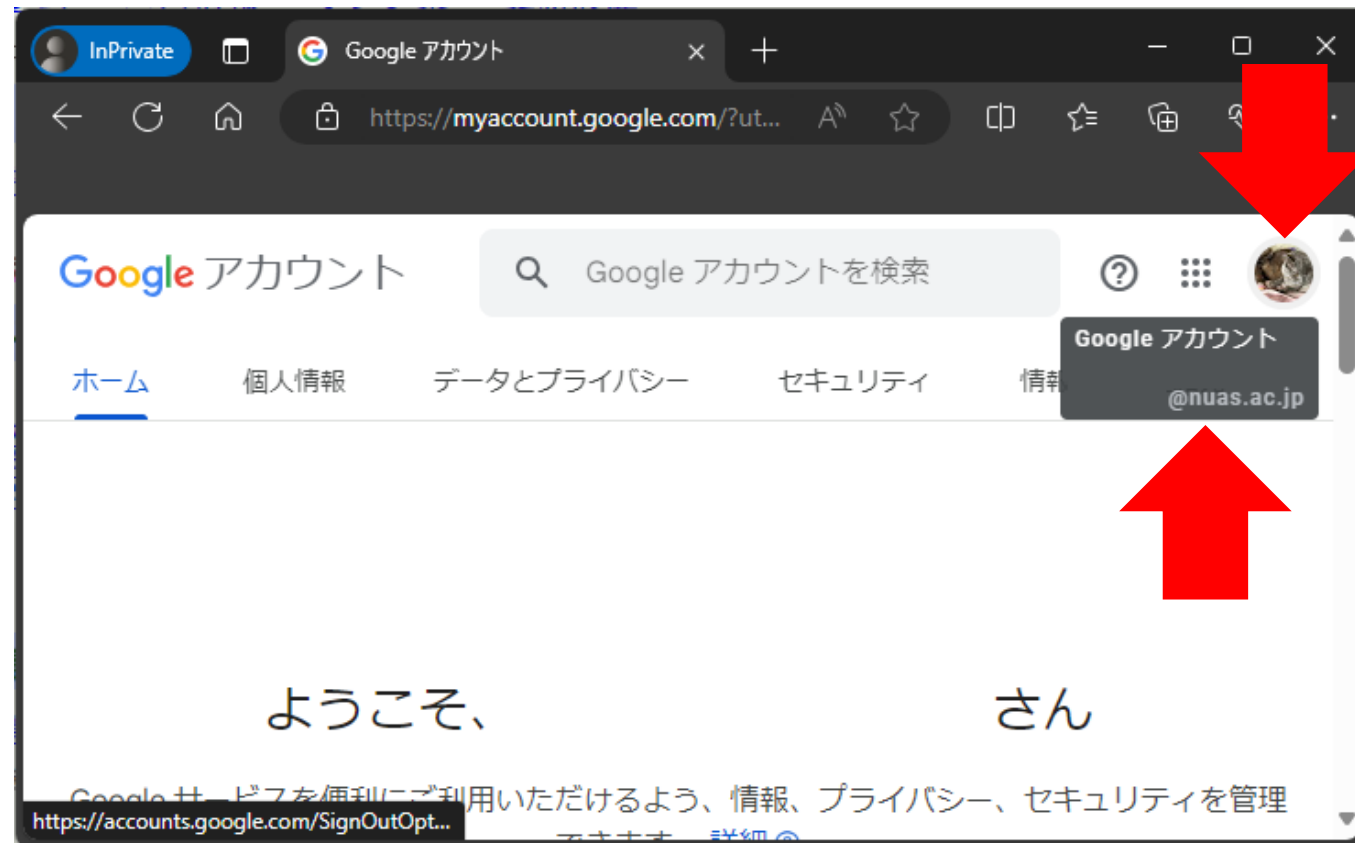 InPrivate
Google アカウント
https://myaccount.google.com/?ut...
Google アカウント
Google アカウントを検索
Google アカウント
@nuas.ac.jp
ホーム
個人情報
データとプライバシー
セキュリティ
情報
ようこそ、 さん
Google サービスを便利にご利用いただけるよう、情報、プライバシー、セキュリティを管理
できます。 詳細
https://accounts.google.com/SignOutOpt...